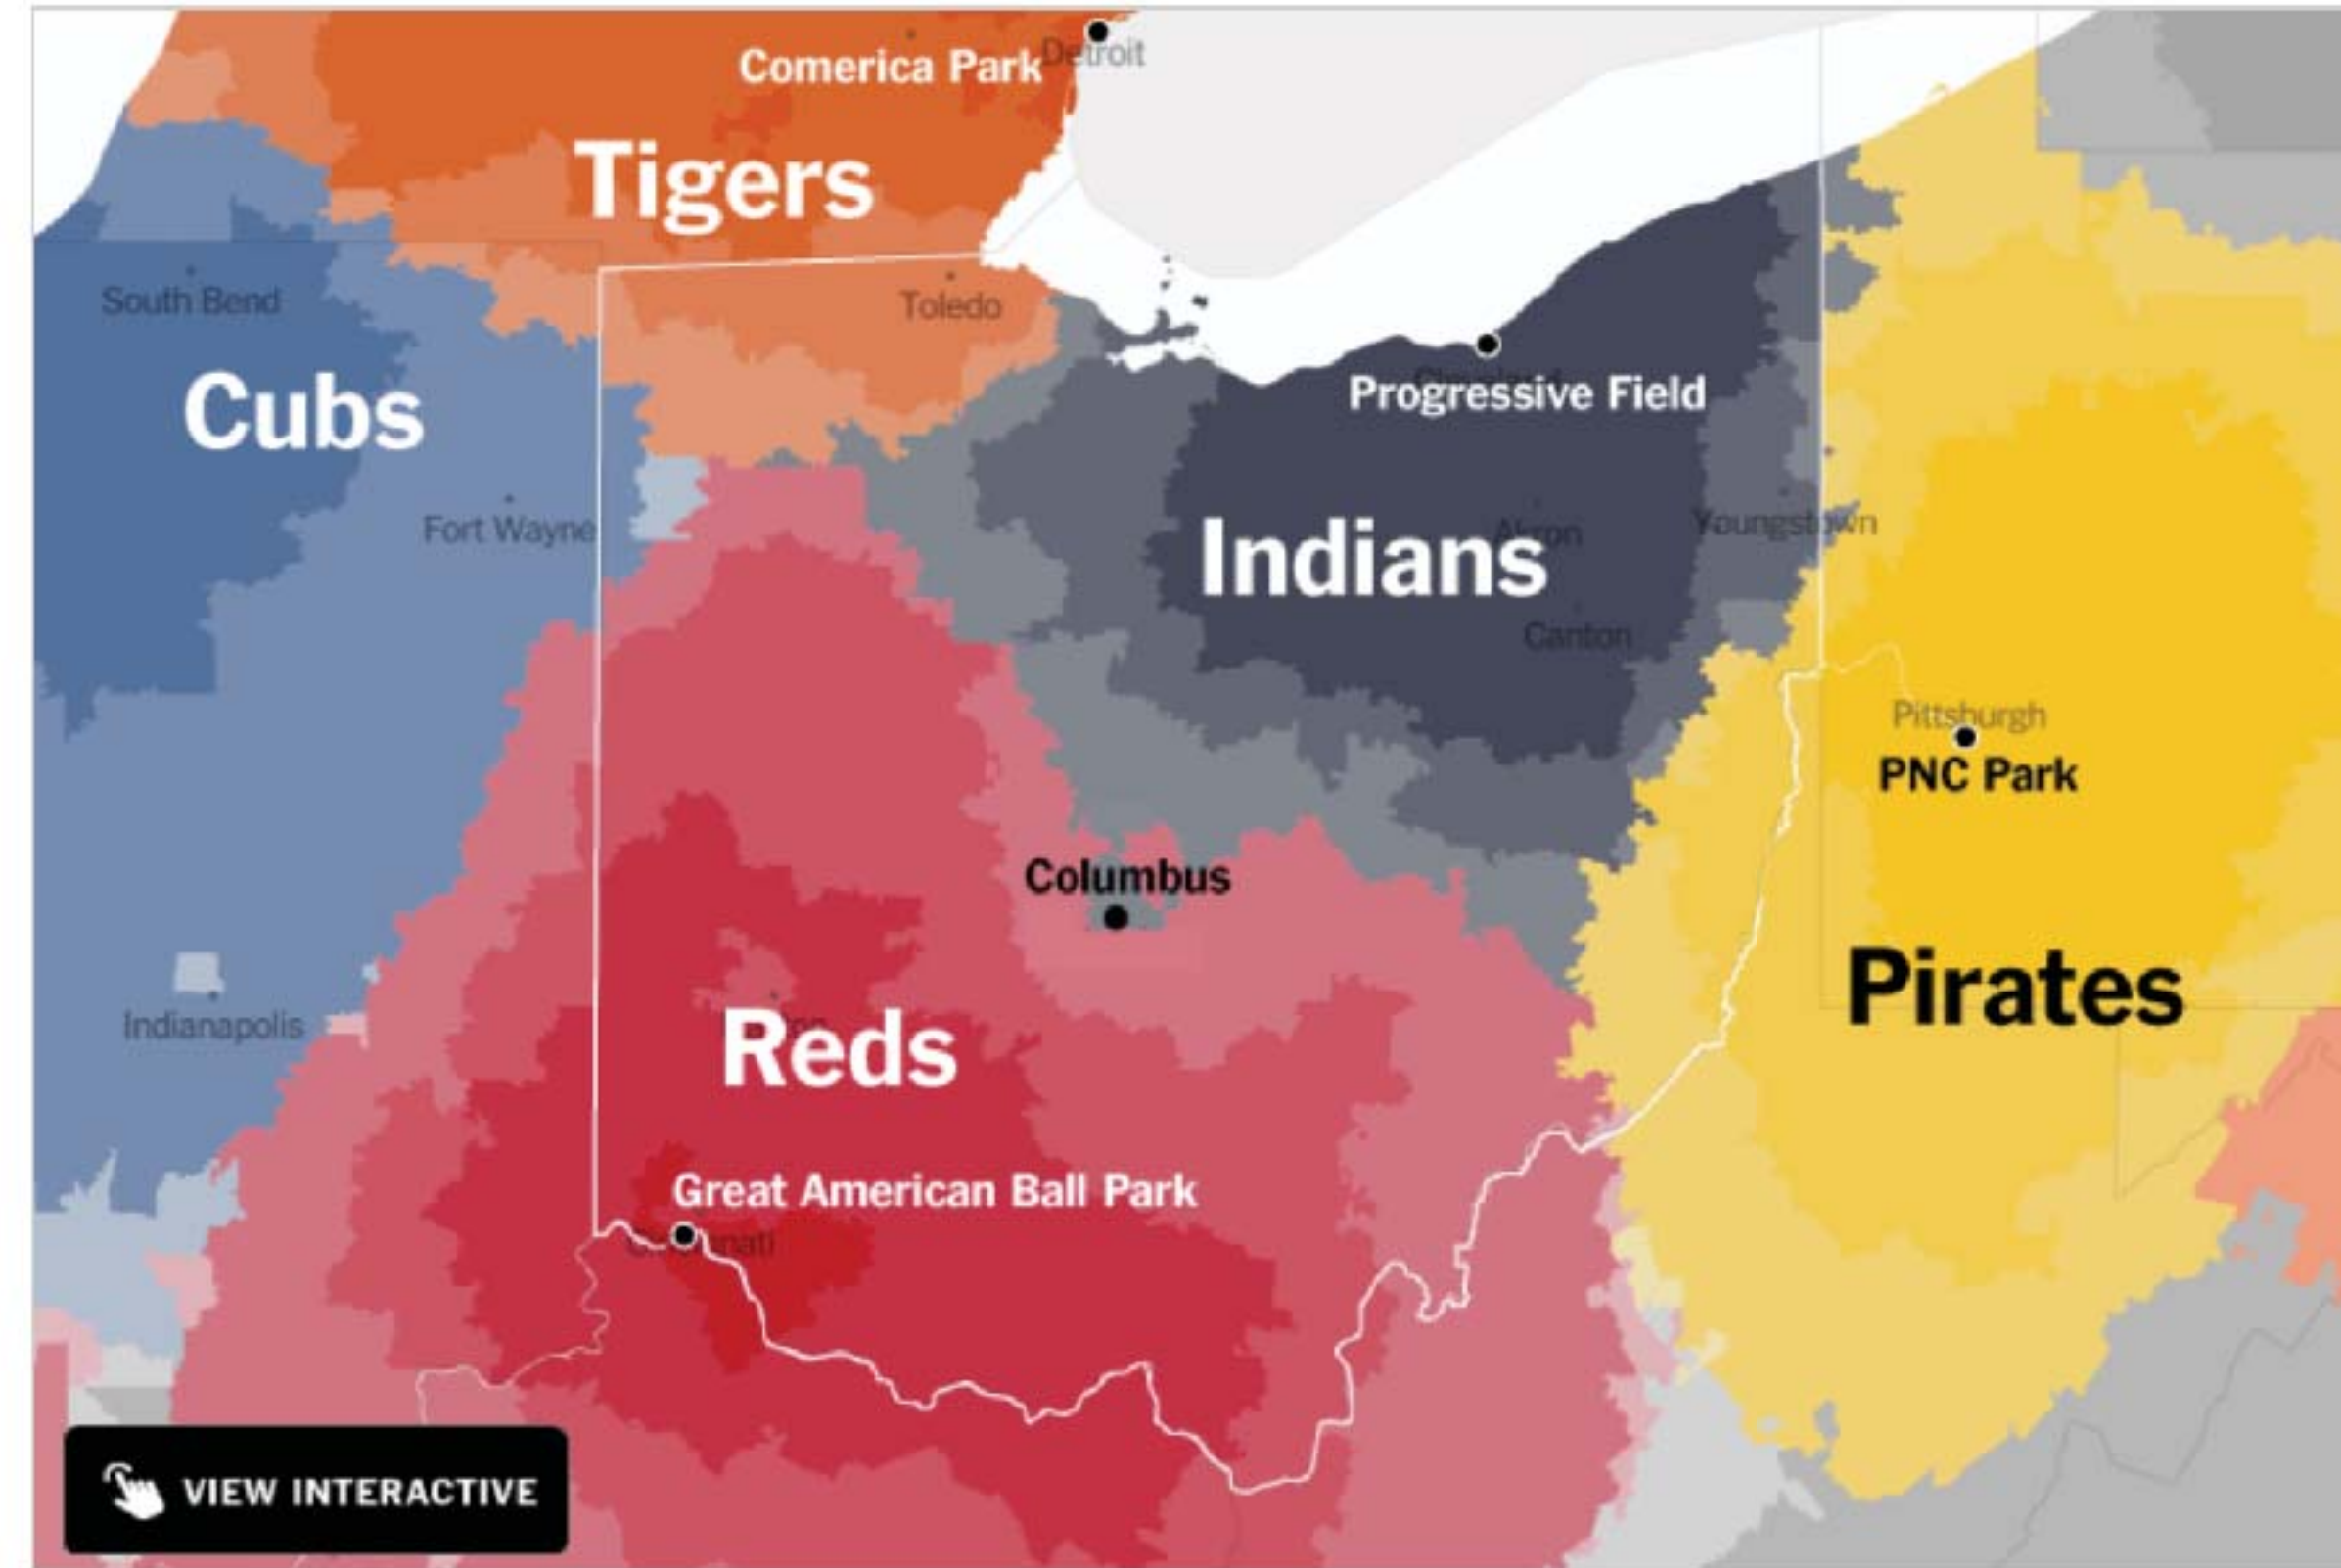 Comerica Park
Detroit
Tigers
Toledo
South Bend
Cubs
Progressive Field
Fort Wayne
Indians
Akron
Youngstown
Canton
Pittsburgh
PNC Park
Columbus
Pirates
Indianapolis
Reds
Great American Ball Park
Cincinnati
VIEW INTERACTIVE